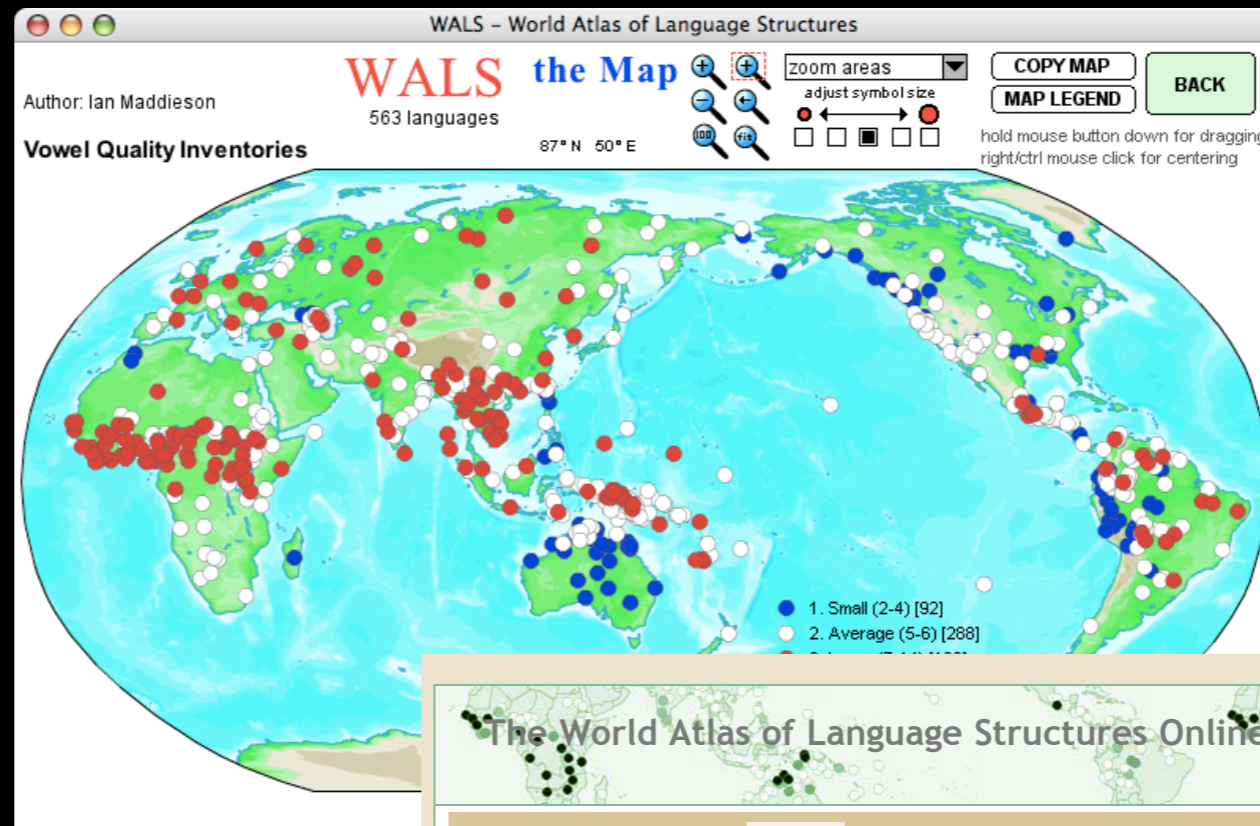 WALS – World Atlas of Language Structures
WALS the Map
563 languages
Author: Ian Maddieson
Vowel Quality Inventories
87° N 50° E
100
fit
zoom areas
adjust symbol size
COPY MAP
MAP LEGEND
BACK
hold mouse button down for dragging
right/ctrl mouse click for centering
1. Small (2-4) [92]
2. Average (5-6) [288]
The World Atlas of Language Structures Online